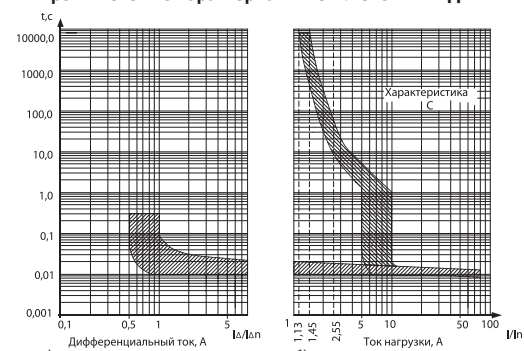 t,c
10000,0
1000,0
100,0
10,0
1,0
0,1
0,01
0,001
0,1 0,5 1 5 I∆/I∆n
Дифференциальный ток, А
Характеристика
С
1 5 10 50 100 I/In
1,13
1,45
2,55
Ток нагрузки, А